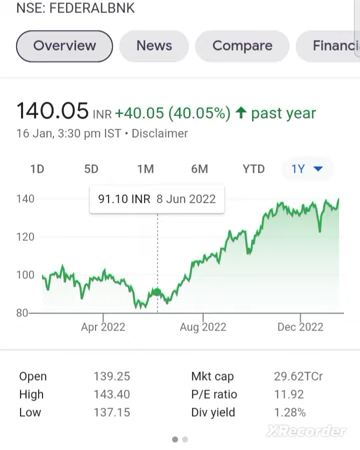 NSE: FEDERALBNK
Overview
News
Compare
Financi
140.05 INR +40.05 (40.05%) ↑ past year
16 Jan, 3:30 pm IST • Disclaimer
1D 5D 1M 6M YTD 1Y
91.10 INR 8 Jun 2022
140
120
100
80
Apr 2022 Aug 2022 Dec 2022
Open 139.25 Mkt cap 29.62TCr
High 143.40 P/E ratio 11.92
Low 137.15 Div yield 1.28%
XRecorder